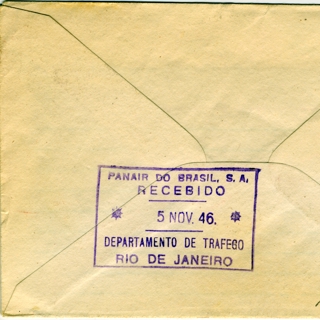 PANAIR DO BRASIL, S. A.
RECEBIDO
* 5 NOV. 46. *
DEPARTAMENTO DE TRAFEGO
RIO DE JANEIRO